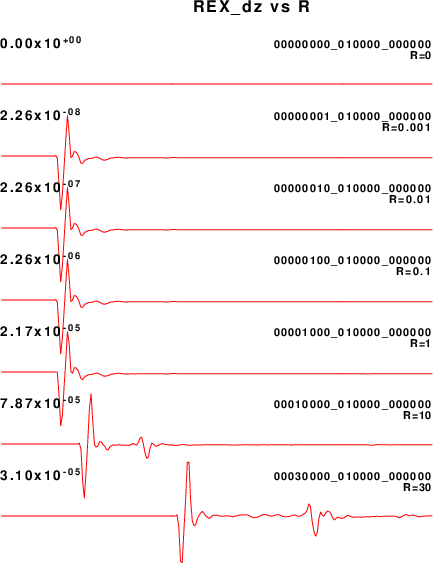 REX_dz vs R
0.00x10+00 00000000_010000_000000
R=0
2.26x10-08 00000001_010000_000000
R=0.001
2.26x10-07 00000010_010000_000000
R=0.01
2.26x10-06 00000100_010000_000000
R=0.1
2.17x10-05 00001000_010000_000000
R=1
7.87x10-05 00010000_010000_000000
R=10
3.10x10-05 00030000_010000_000000
R=30